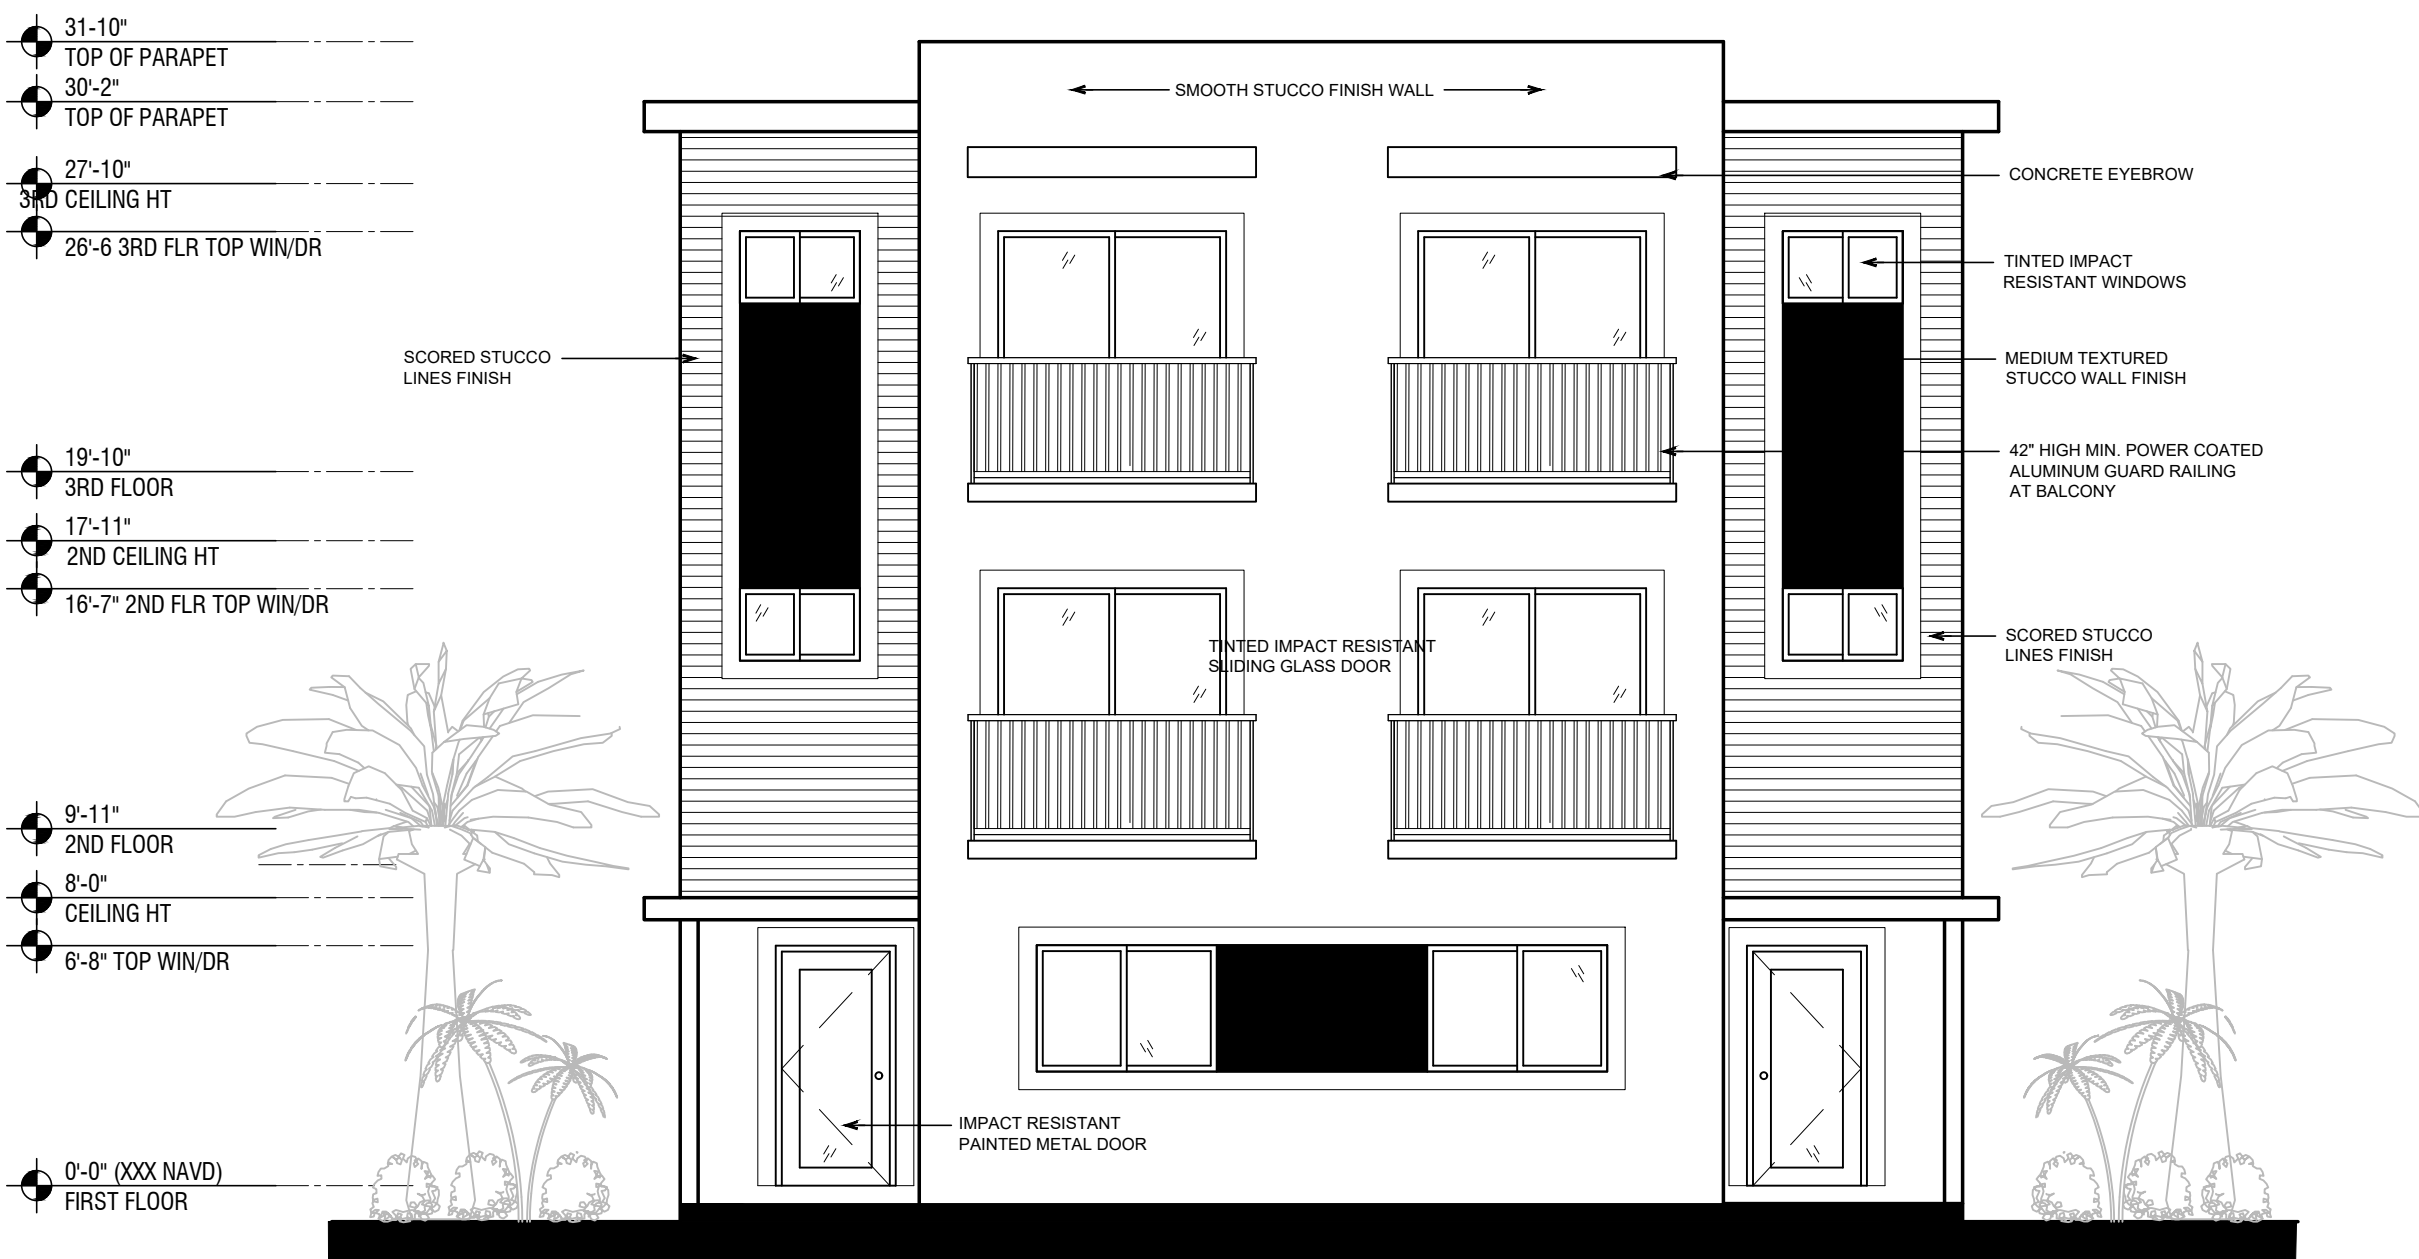 31-10"
TOP OF PARAPET
30'-2"
TOP OF PARAPET
27'-10"
3RD CEILING HT
26'-6 3RD FLR TOP WIN/DR
19'-10"
3RD FLOOR
17'-11"
2ND CEILING HT
16'-7" 2ND FLR TOP WIN/DR
9'-11"
2ND FLOOR
8'-0"
CEILING HT
6'-8" TOP WIN/DR
0'-0" (XXX NAVD)
FIRST FLOOR
SCORED STUCCO
LINES FINISH
SMOOTH STUCCO FINISH WALL
TINTED IMPACT RESISTANT
SLIDING GLASS DOOR
IMPACT RESISTANT
PAINTED METAL DOOR
CONCRETE EYEBROW
TINTED IMPACT
RESISTANT WINDOWS
MEDIUM TEXTURED
STUCCO WALL FINISH
42" HIGH MIN. POWER COATED
ALUMINUM GUARD RAILING
AT BALCONY
SCORED STUCCO
LINES FINISH